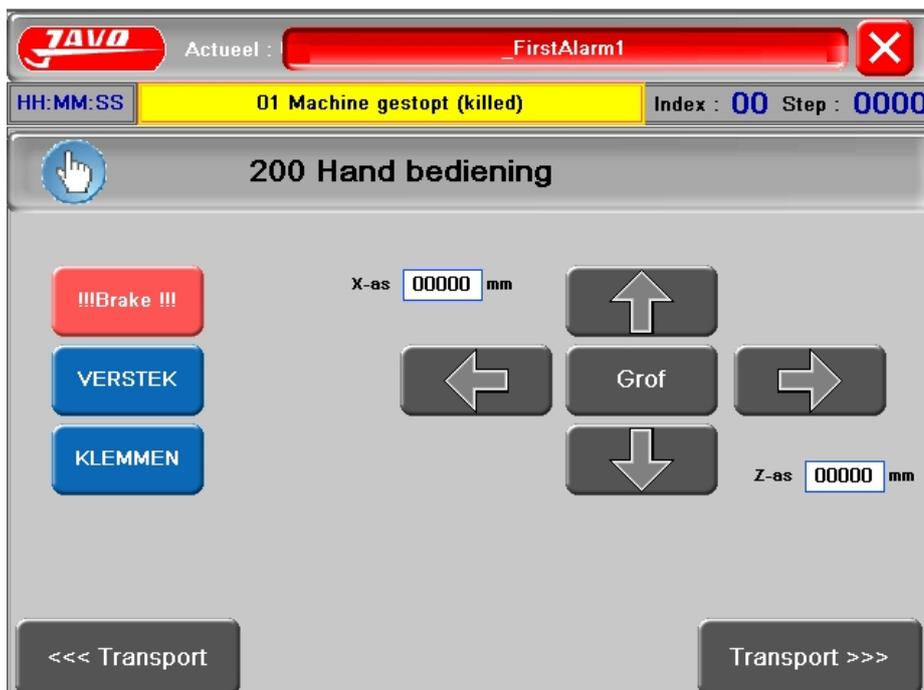 JAVO Actueel : _FirstAlarm1
HH:MM:SS 01 Machine gestopt (killed) Index : 00 Step : 0000
200 Hand bediening
!!!Brake !!!
X-as 00000 mm
VERSTEK
Grof
KLEMMEN
Z-as 00000 mm
<<< Transport
Transport >>>